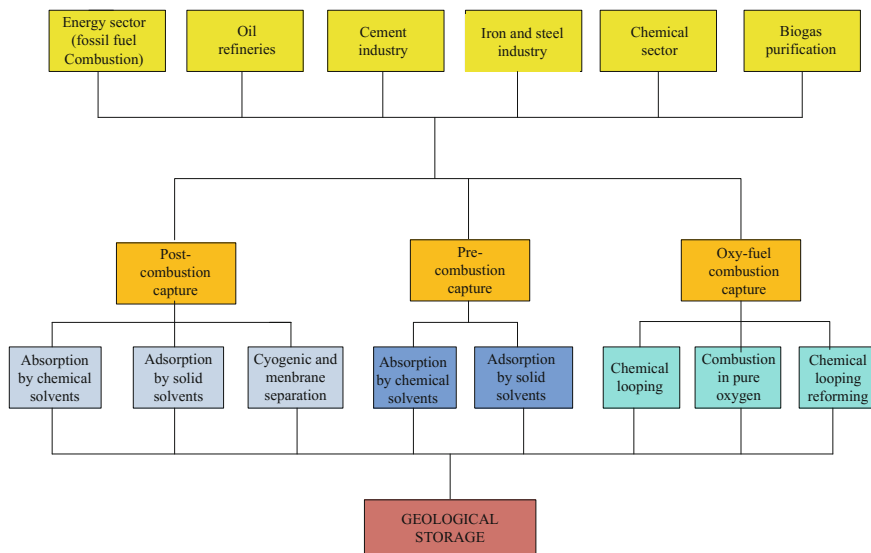 Energy sector
(fossil fuel
Combustion)
Oil
refineries
Cement
industry
Iron and steel
industry
Chemical
sector
Biogas
purification
Post-
combustion
capture
Pre-
combustion
capture
Oxy-fuel
combustion
capture
Absorption
by chemical
solvents
Adsorption
by solid
solvents
Cyogenic and
menbrane
separation
Absorption
by chemical
solvents
Adsorption
by solid
solvents
Chemical
looping
Combustion
in pure
oxygen
Chemical
looping
reforming
GEOLOGICAL
STORAGE